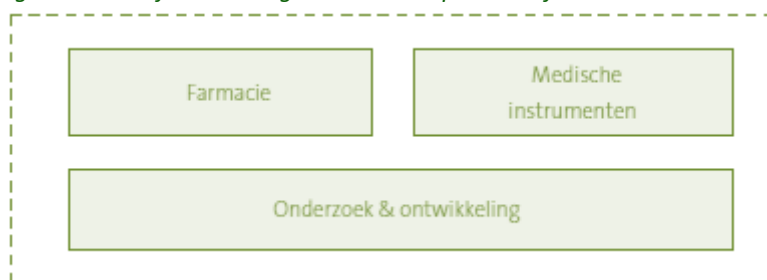 Farmacie
Medische
instrumenten
Onderzoek & ontwikkeling